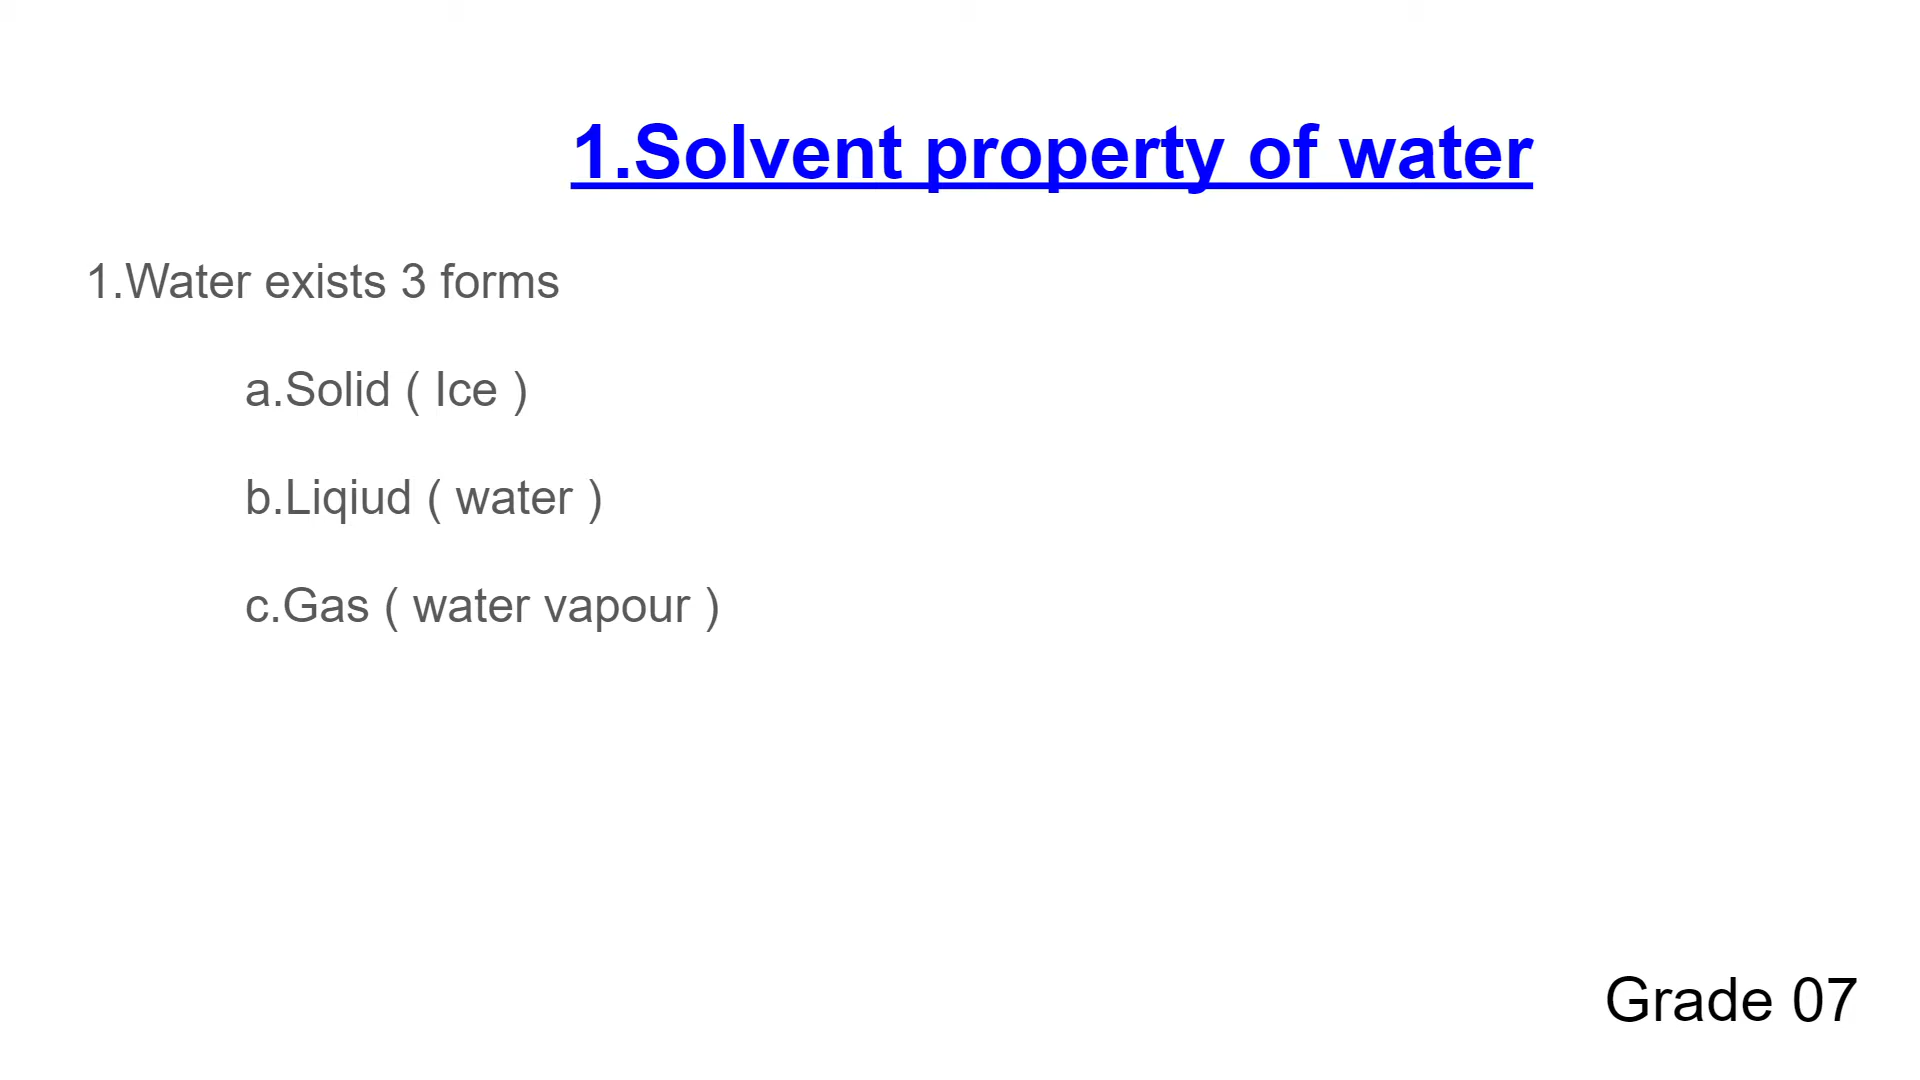 1.Solvent property of water
1.Water exists 3 forms
a.Solid ( Ice )
b.Liqiud ( water )
c.Gas ( water vapour )
Grade 07